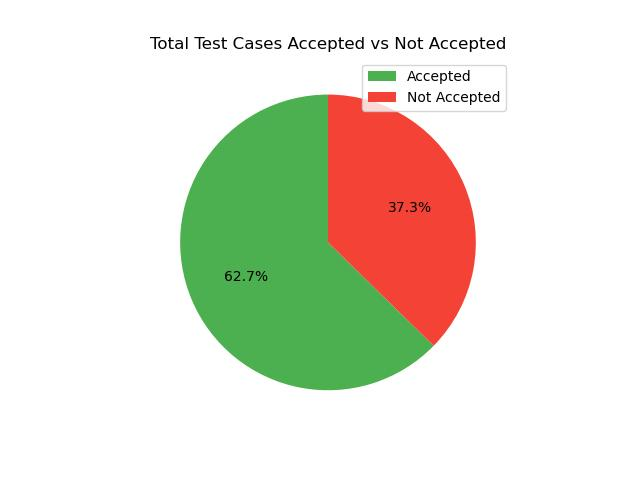 Total Test Cases Accepted vs Not Accepted
Accepted
Not Accepted
37.3%
62.7%